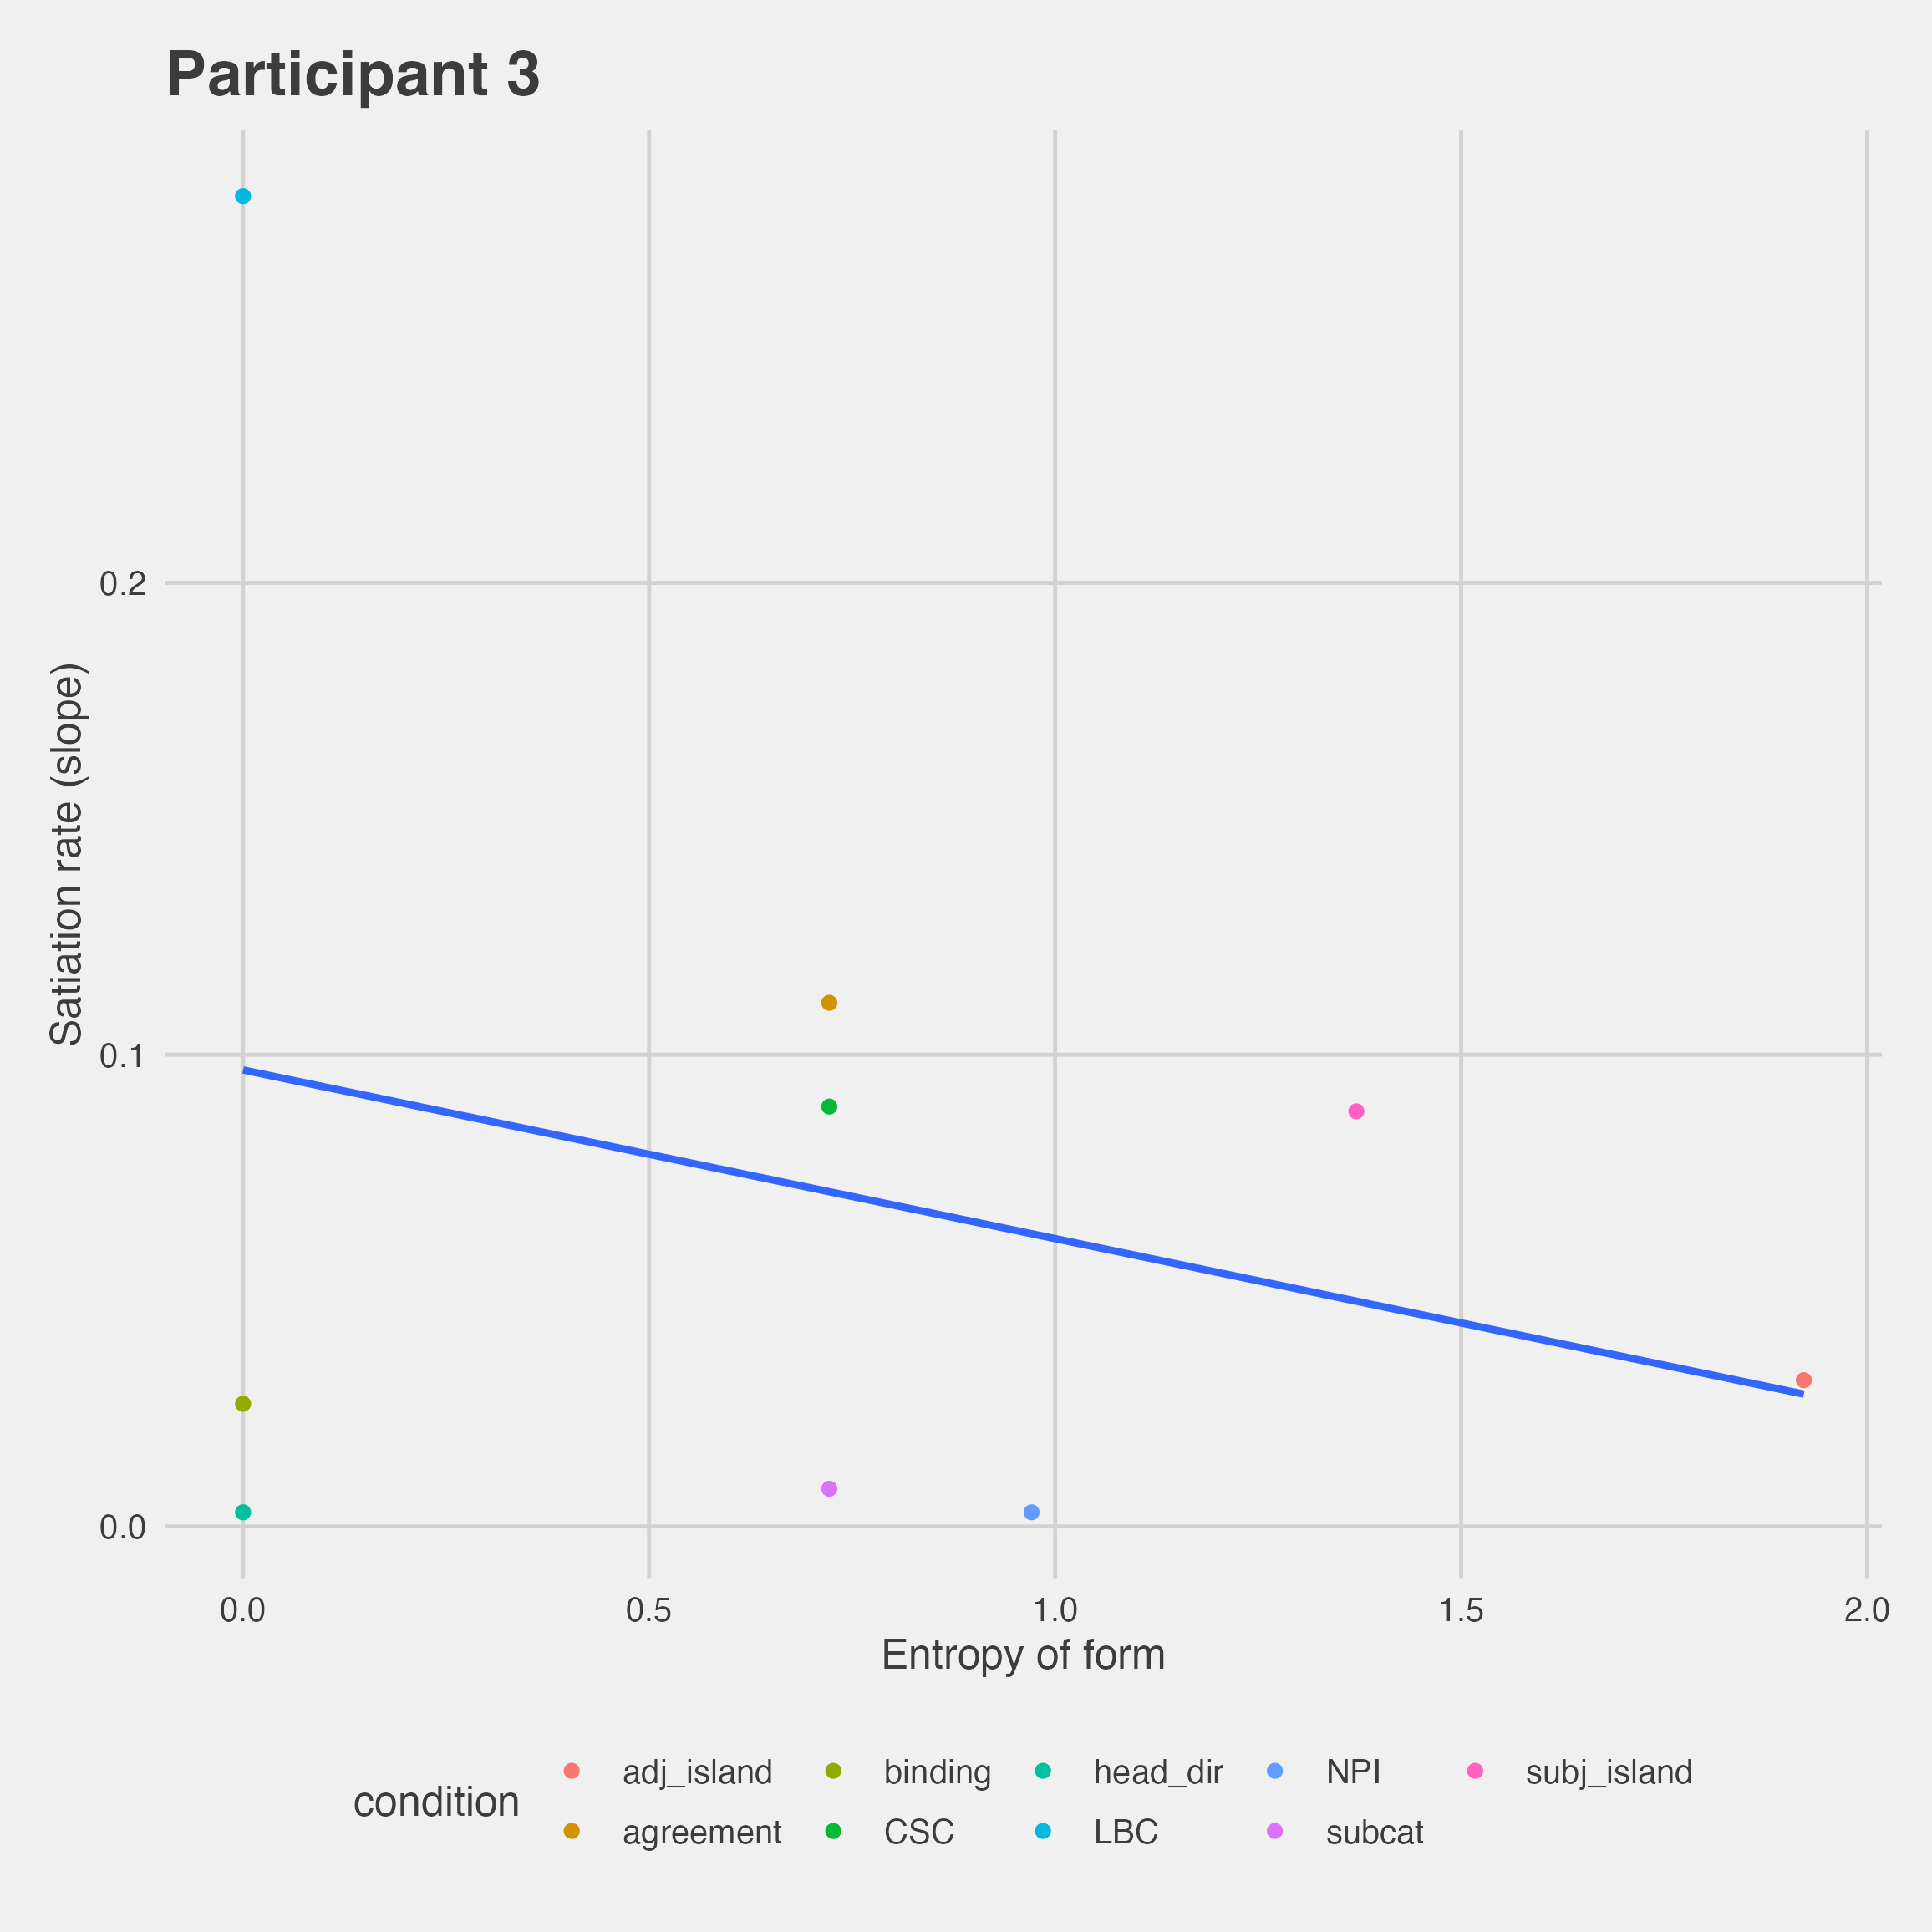 Participant 3
Satiation rate (slope)
0.2
0.1
0.0
0.0 0.5 1.0 1.5 2.0
Entropy of form
condition
adj_island binding head_dir NPI subj_island
agreement CSC LBC subcat